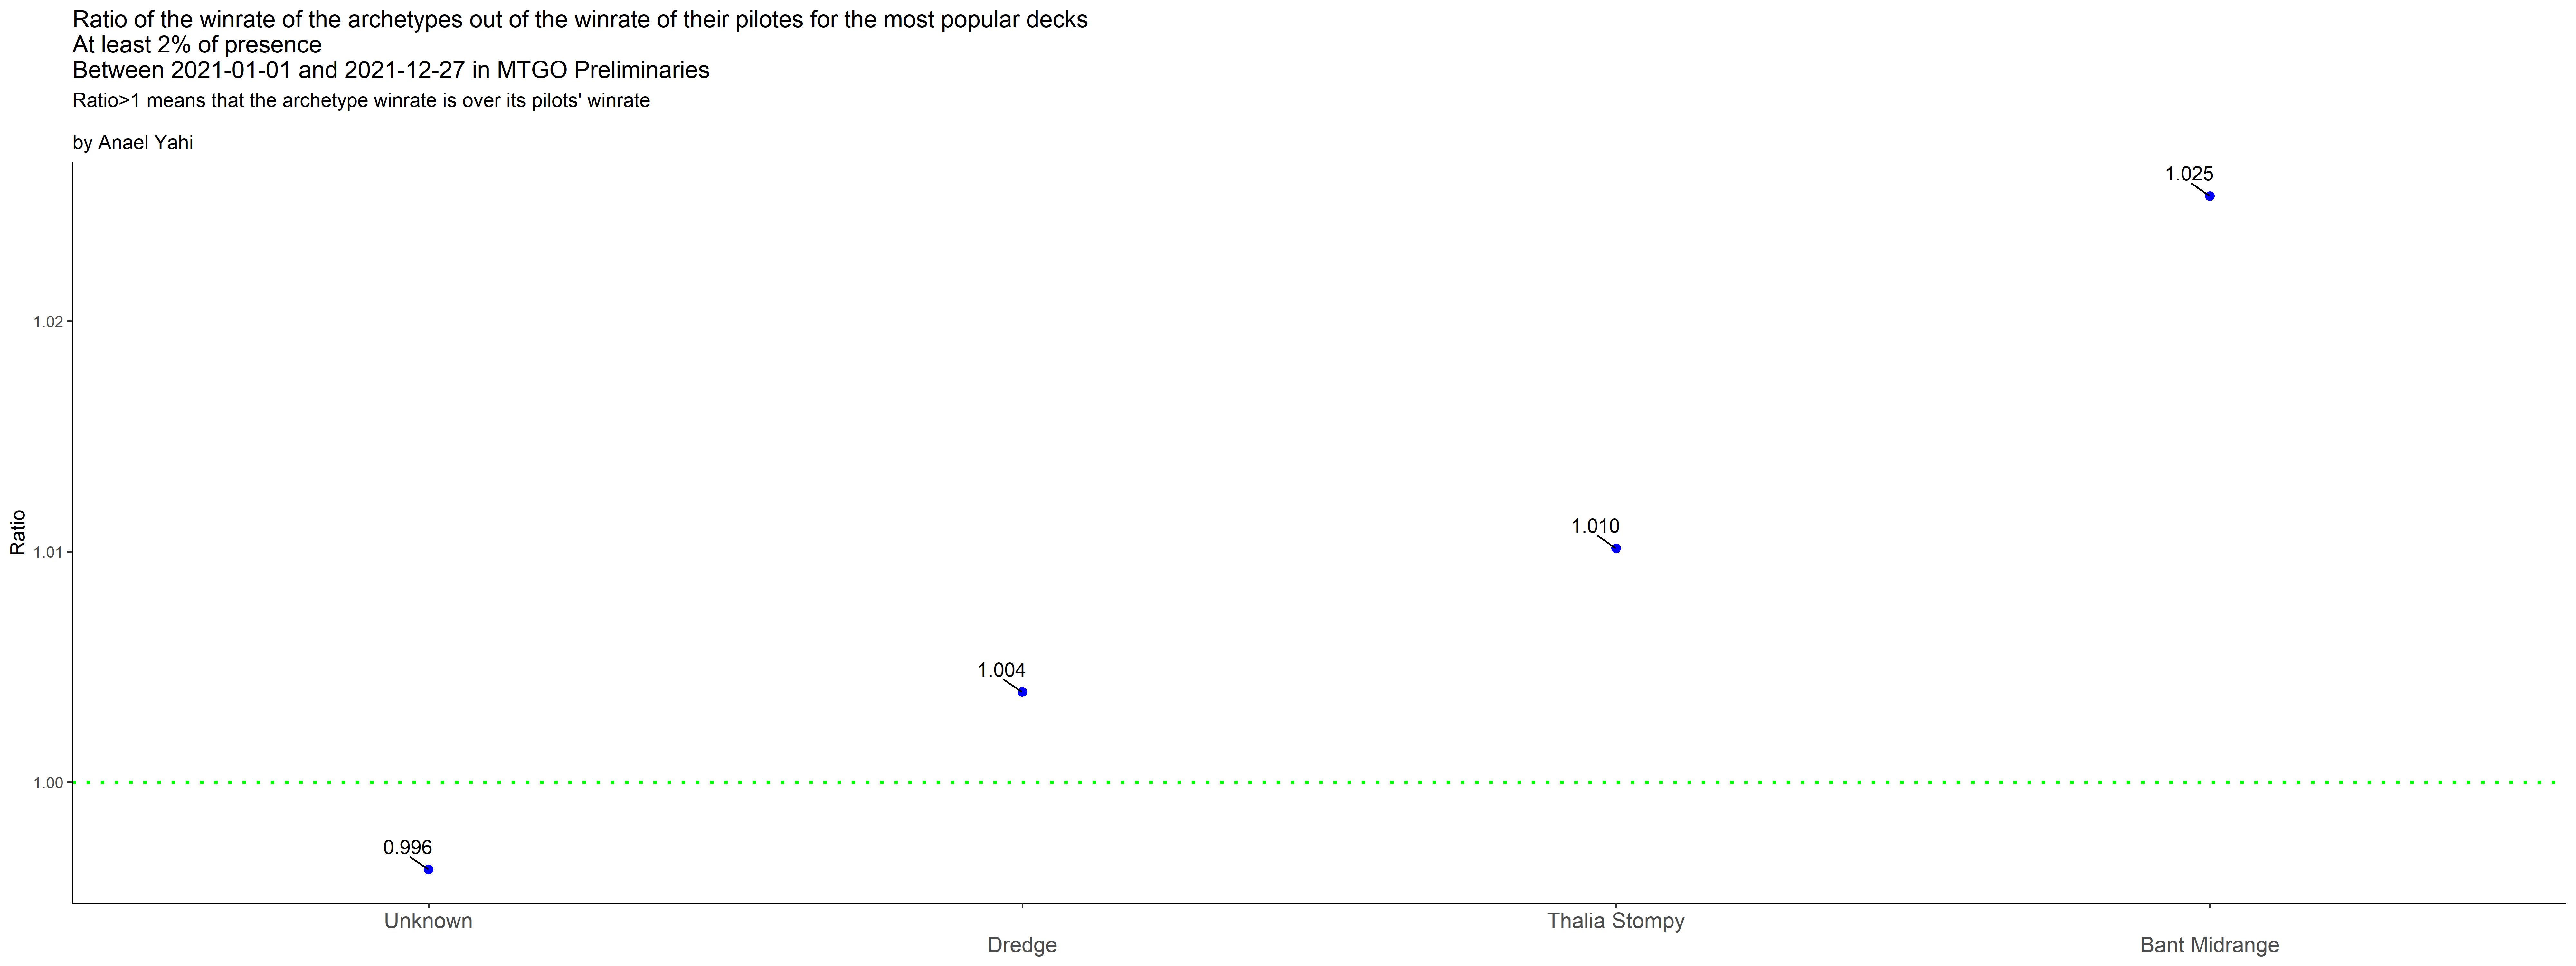 Ratio of the winrate of the archetypes out of the winrate of their pilotes for the most popular decks
At least 2% of presence
Between 2021-01-01 and 2021-12-27 in MTGO Preliminaries
Ratio>1 means that the archetype winrate is over its pilots' winrate
by Anael Yahi
1.025
1.02
1.010
Ratio
1.01
1.004
1.00
0.996
Unknown
Thalia Stompy
Dredge
Bant Midrange